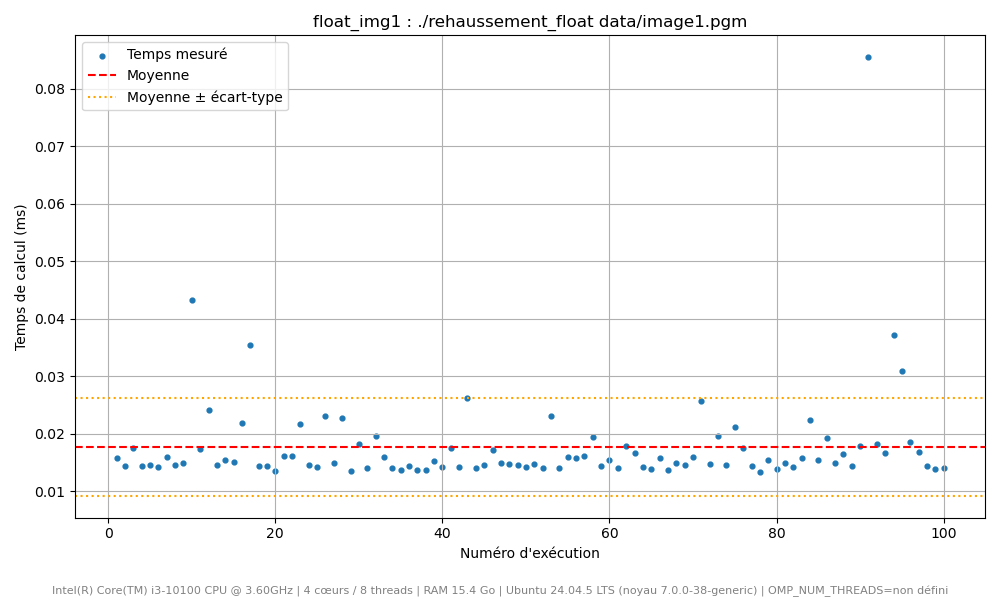 float_img1 : ./rehaussement_float data/image1.pgm
Temps mesuré
Moyenne
Moyenne ± écart-type
Temps de calcul (ms)
0.08
0.07
0.06
0.05
0.04
0.03
0.02
0.01
0 20 40 60 80 100
Numéro d'exécution
Intel(R) Core(TM) i3-10100 CPU @ 3.60GHz | 4 cœurs / 8 threads | RAM 15.4 Go | Ubuntu 24.04.5 LTS (noyau 7.0.0-38-generic) | OMP_NUM_THREADS=non défini